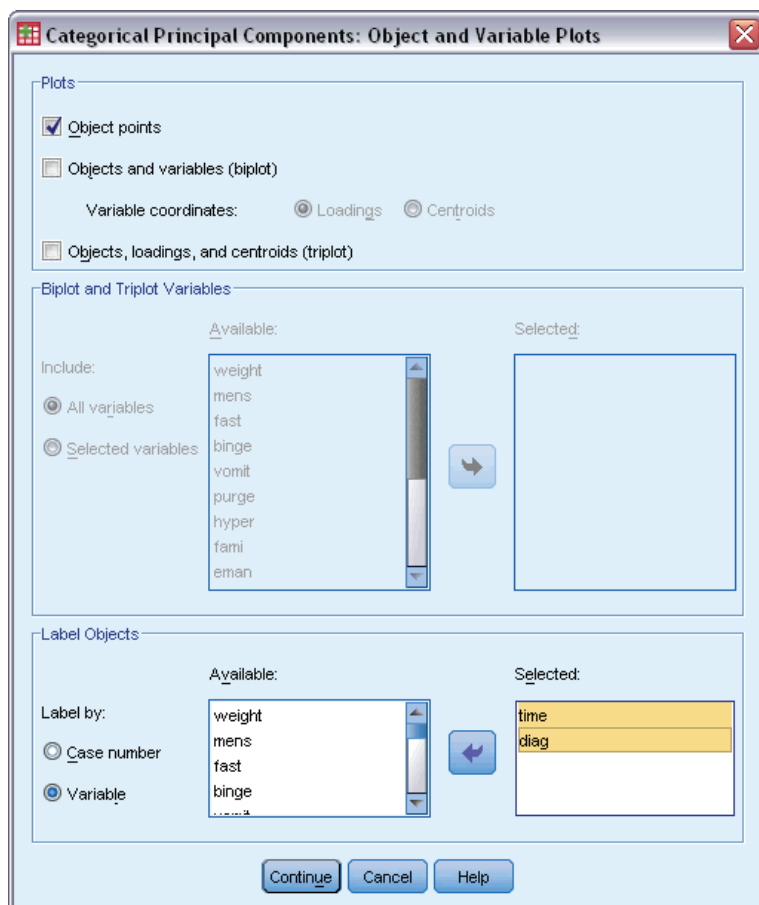 Categorical Principal Components: Object and Variable Plots
Plots
Object points
Objects and variables (biplot)
Variable coordinates: Loadings Centroids
Objects, loadings, and centroids (triplot)
Biplot and Triplot Variables
Available: Selected:
Include:
All variables
Selected variables
weight
mens
fast
binge
vomit
purge
hyper
fami
eman
Label Objects
Available: Selected:
Label by:
Case number
Variable
weight
mens
fast
binge
time
diag
Continue Cancel Help